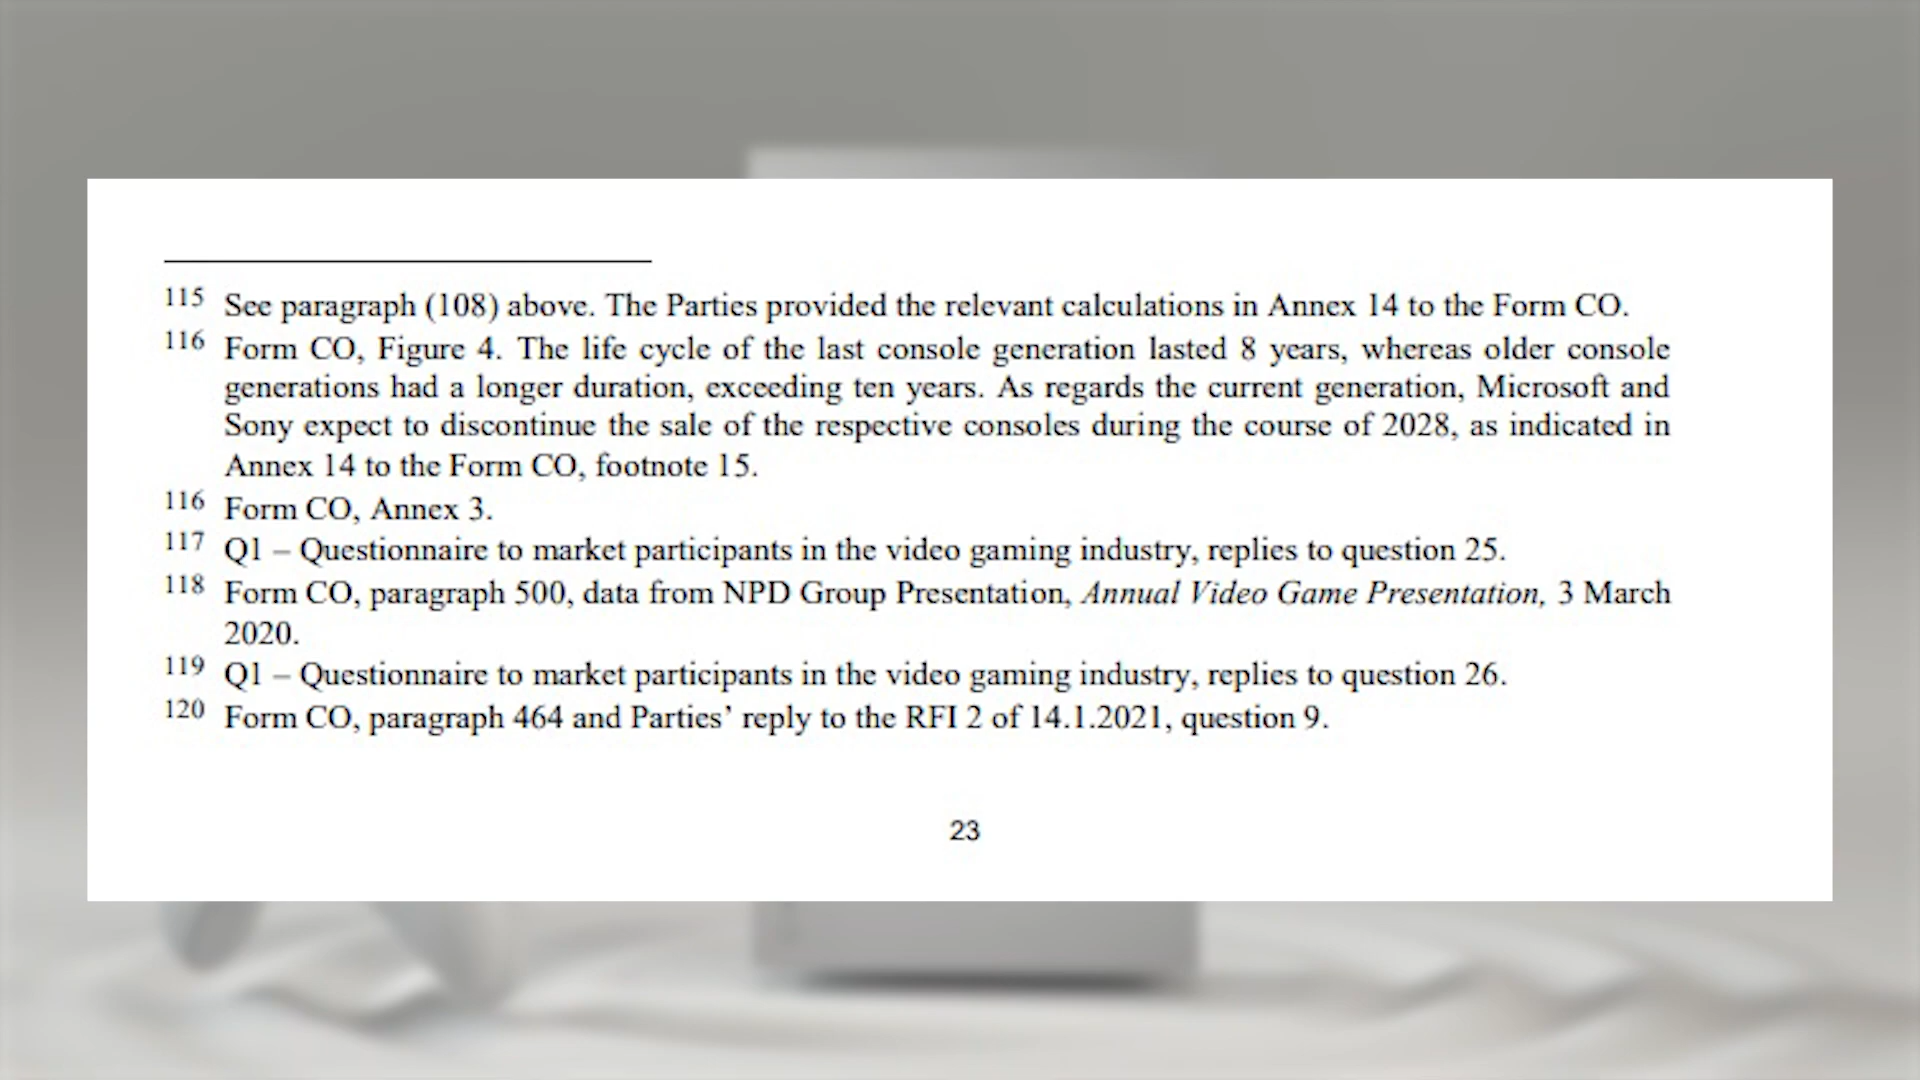 115 See paragraph (108) above. The Parties provided the relevant calculations in Annex 14 to the Form CO.
116 Form CO, Figure 4. The life cycle of the last console generation lasted 8 years, whereas older console
generations had a longer duration, exceeding ten years. As regards the current generation, Microsoft and
Sony expect to discontinue the sale of the respective consoles during the course of 2028, as indicated in
Annex 14 to the Form CO, footnote 15.
116 Form CO, Annex 3.
117 Q1 – Questionnaire to market participants in the video gaming industry, replies to question 25.
118 Form CO, paragraph 500, data from NPD Group Presentation, Annual Video Game Presentation, 3 March
2020.
119 Q1 – Questionnaire to market participants in the video gaming industry, replies to question 26.
120 Form CO, paragraph 464 and Parties’ reply to the RFI 2 of 14.1.2021, question 9.
23